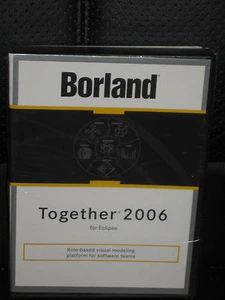 Borland
Together 2006
for Eclipse
Role-based visual modeling
platform for software teams